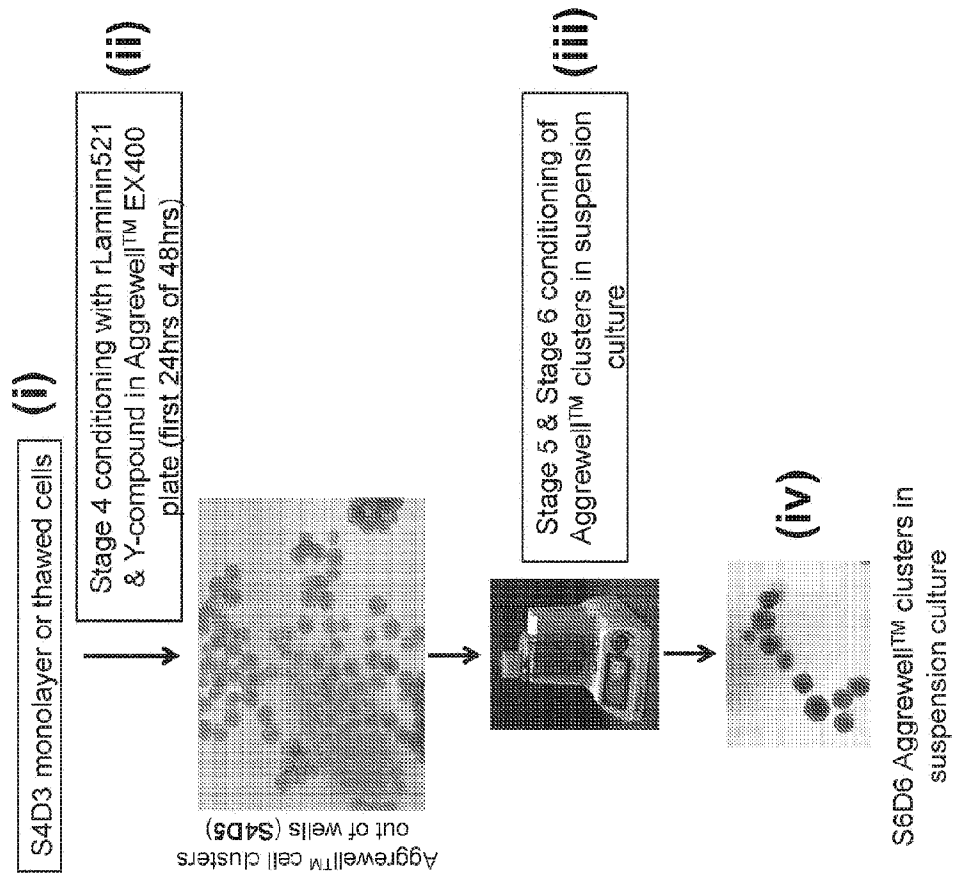 S4D3 monolayer or thawed cells
(i)
Stage 4 conditioning with rLaminin521
& Y-compound in Aggrewell™ EX400
plate (first 24hrs of 48hrs)
(ii)
Aggrewell™ cell clusters
out of wells (S4D5)
Stage 5 & Stage 6 conditioning of
Aggrewell™ clusters in suspension
culture
(iii)
(iv)
S6D6 Aggrewell™ clusters in
suspension culture